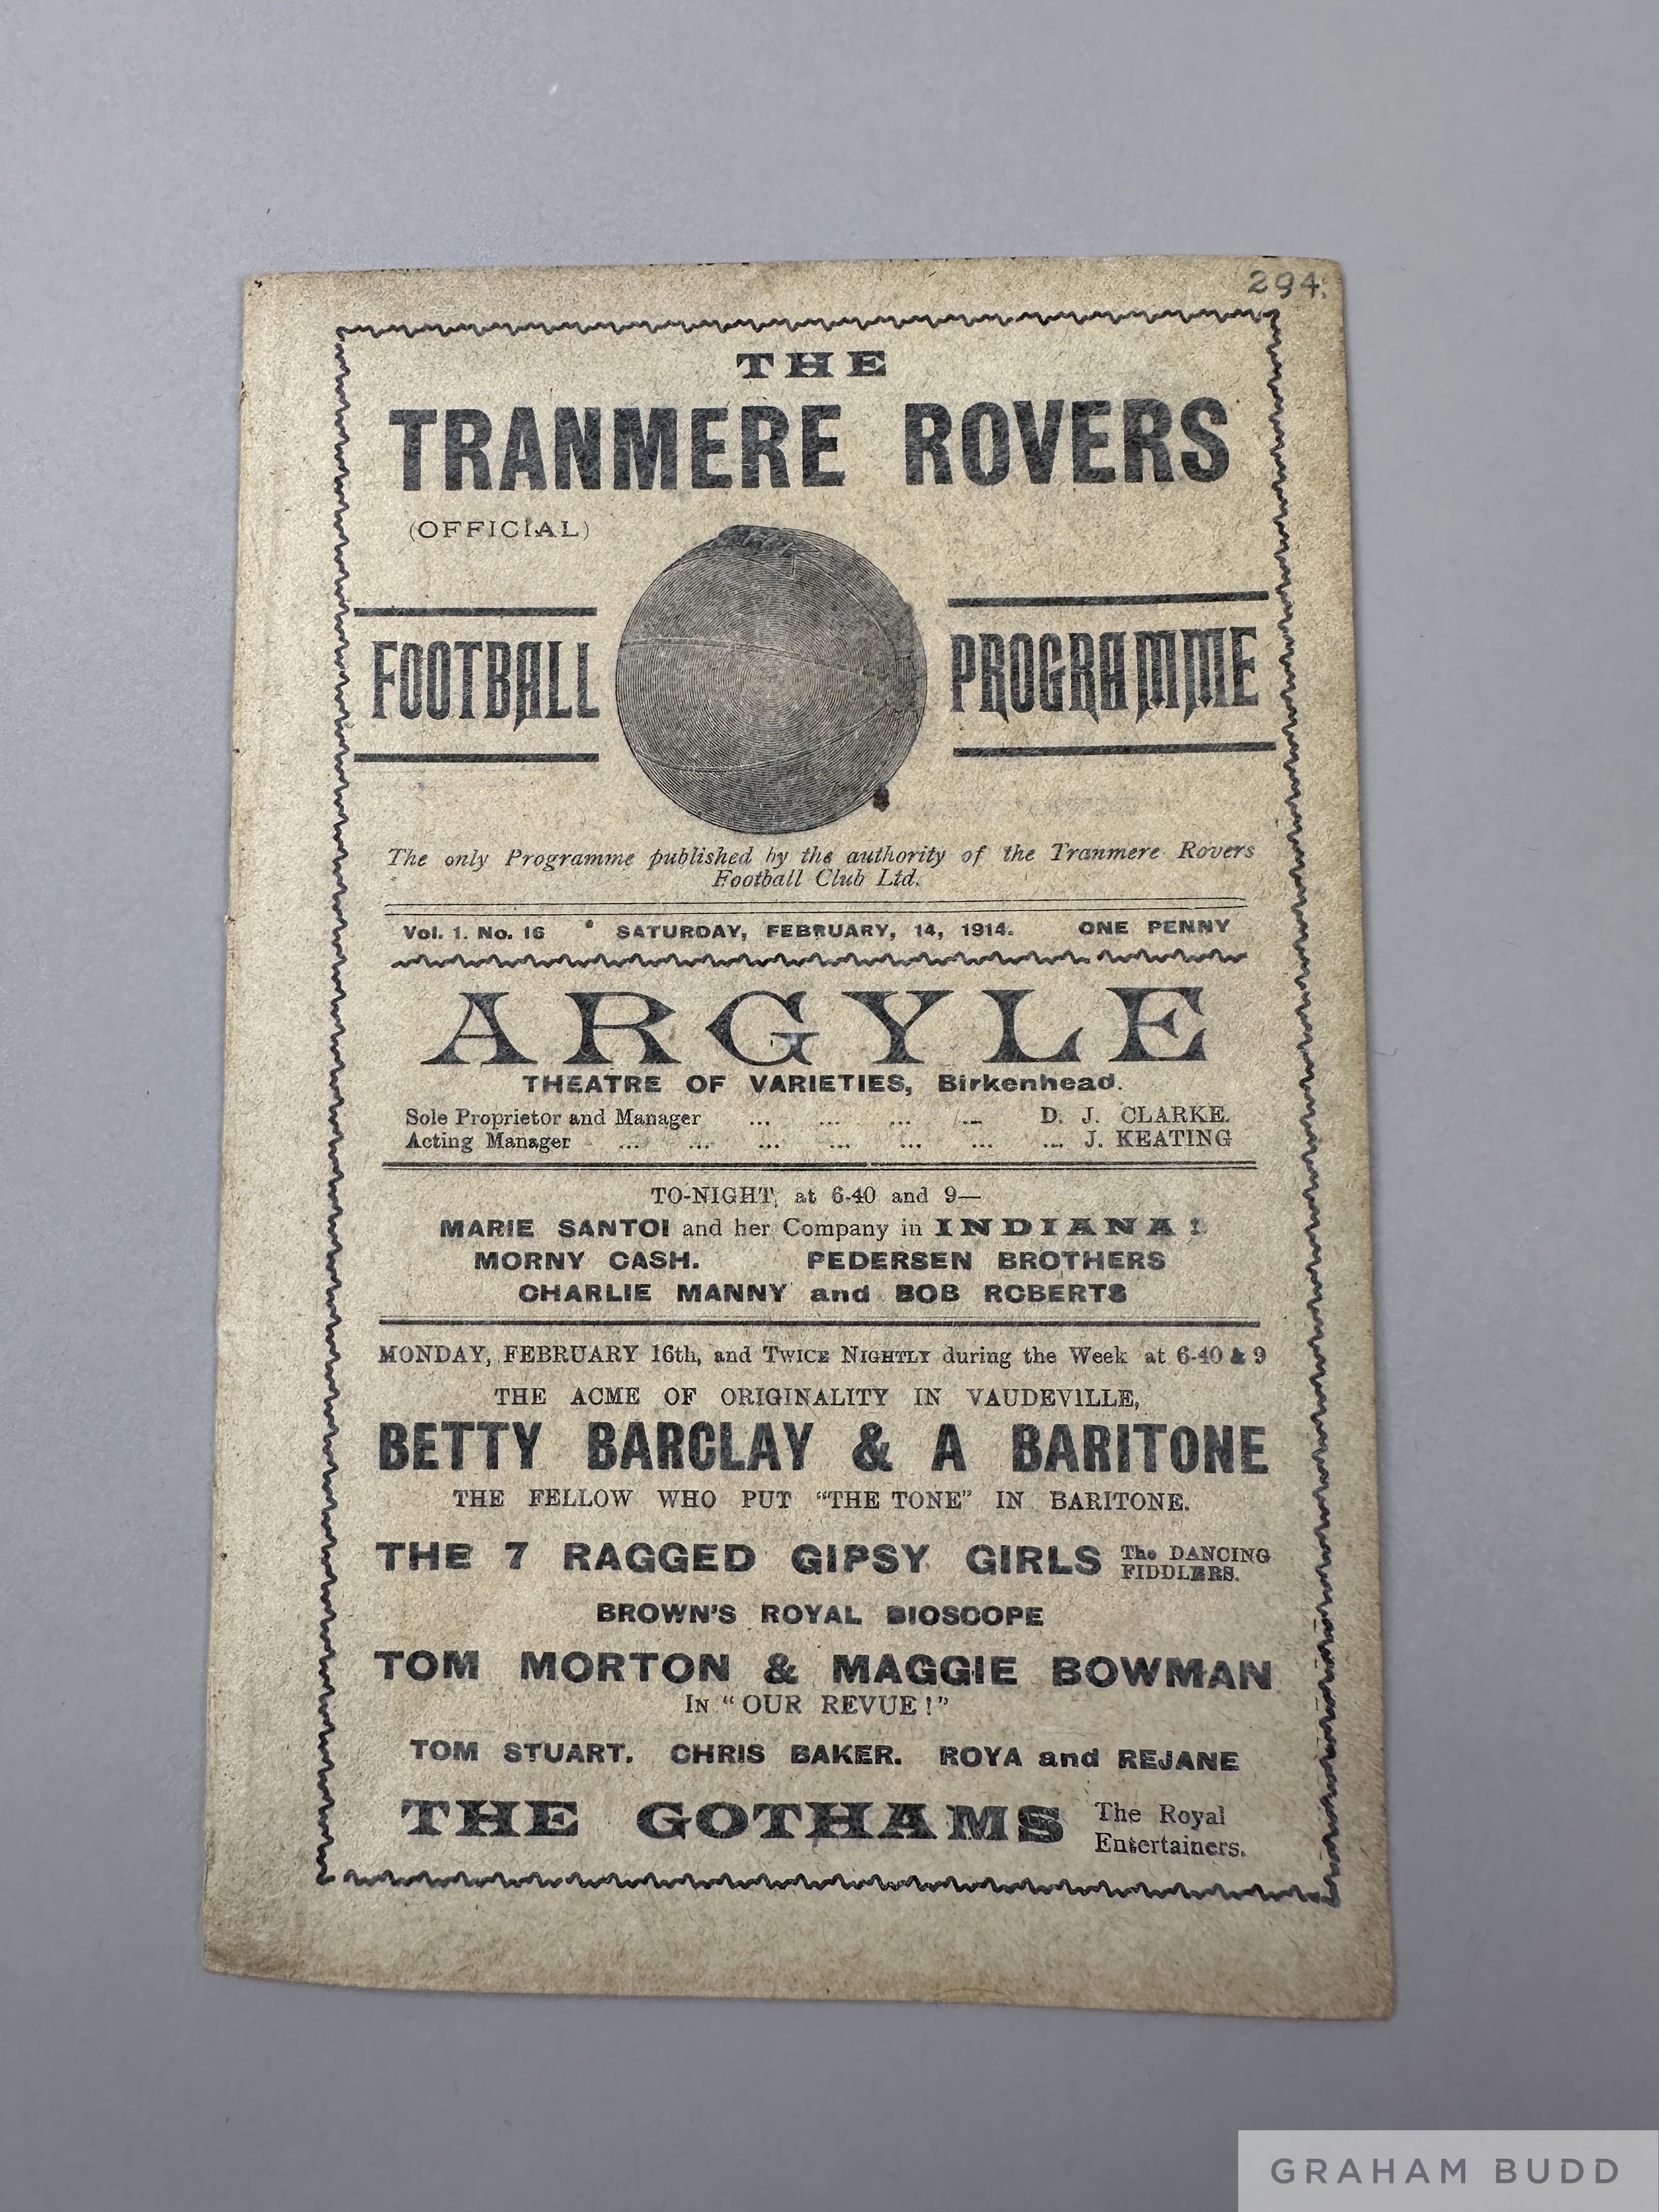 294.
THE
TRANMERE ROVERS
(OFFICIAL)
FOOTBALL PROGRAMME
The only Programme published by the authority of the Tranmere Rovers
Football Club Ltd.
Vol. 1. No. 16 SATURDAY, FEBRUARY, 14, 1914. ONE PENNY
ARGYLE
THEATRE OF VARIETIES, Birkenhead.
Sole Proprietor and Manager ... ... ... ... D. J. CLARKE.
Acting Manager ... ... ... ... ... ... ... J. KEATING
TO-NIGHT, at 6-40 and 9—
MARIE SANTOI and her Company in INDIANA!
MORNY CASH. PEDERSEN BROTHERS
CHARLIE MANNY and BOB ROBERTS
MONDAY, FEBRUARY 16th, and TWICE NIGHTLY during the Week at 6-40 & 9
THE ACME OF ORIGINALITY IN VAUDEVILLE,
BETTY BARCLAY & A BARITONE
THE FELLOW WHO PUT "THE TONE" IN BARITONE.
THE 7 RAGGED GIPSY GIRLS The DANCING
FIDDLERS.
BROWN'S ROYAL BIOSCOPE
TOM MORTON & MAGGIE BOWMAN
IN "OUR REVUE!"
TOM STUART. CHRIS BAKER. ROYA and REJANE
THE GOTHAMS The Royal
Entertainers.
GRAHAM BUDD